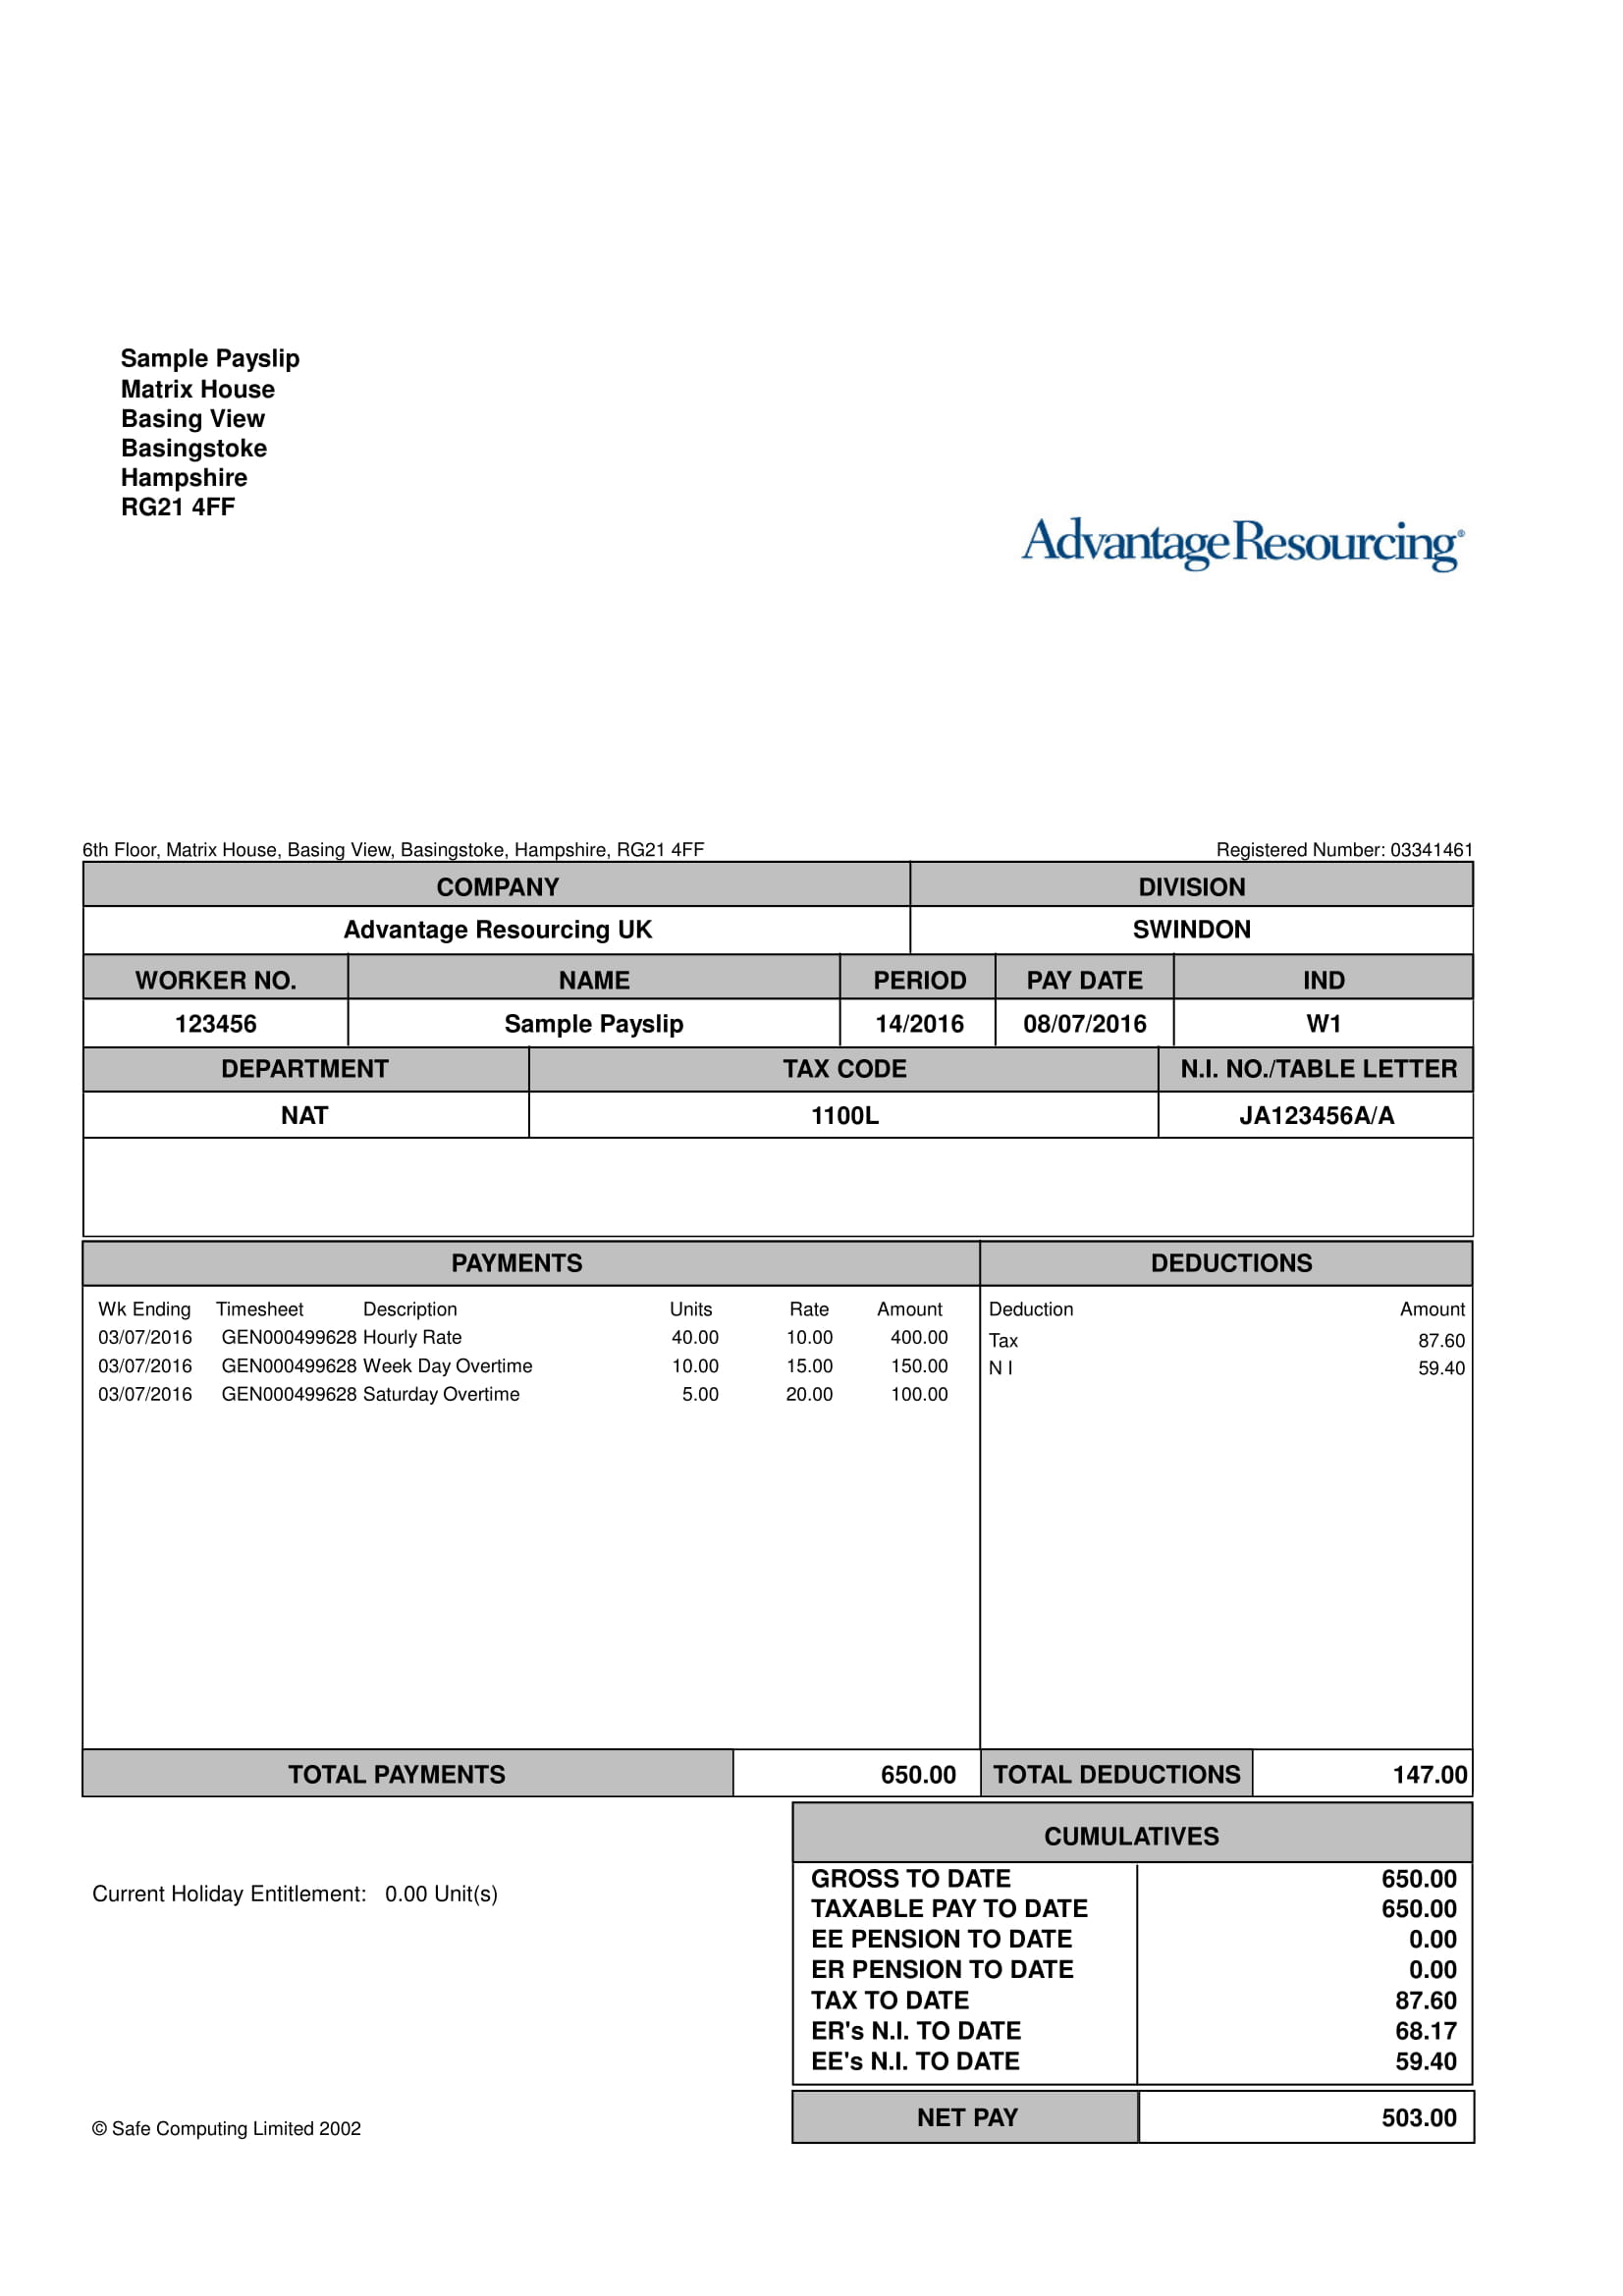 Sample Payslip
Matrix House
Basing View
Basingstoke
Hampshire
RG21 4FF
AdvantageResourcing®
6th Floor, Matrix House, Basing View, Basingstoke, Hampshire, RG21 4FF Registered Number: 03341461
COMPANY DIVISION
Advantage Resourcing UK SWINDON
WORKER NO. NAME PERIOD PAY DATE IND
123456 Sample Payslip 14/2016 08/07/2016 W1
DEPARTMENT TAX CODE N.I. NO./TABLE LETTER
NAT 1100L JA123456A/A
PAYMENTS DEDUCTIONS
Wk Ending Timesheet Description Units Rate Amount Deduction Amount
03/07/2016 GEN000499628 Hourly Rate 40.00 10.00 400.00 Tax 87.60
03/07/2016 GEN000499628 Week Day Overtime 10.00 15.00 150.00 N I 59.40
03/07/2016 GEN000499628 Saturday Overtime 5.00 20.00 100.00
TOTAL PAYMENTS 650.00 TOTAL DEDUCTIONS 147.00
CUMULATIVES
GROSS TO DATE 650.00
Current Holiday Entitlement: 0.00 Unit(s)
TAXABLE PAY TO DATE 650.00
EE PENSION TO DATE 0.00
ER PENSION TO DATE 0.00
TAX TO DATE 87.60
ER's N.I. TO DATE 68.17
EE's N.I. TO DATE 59.40
NET PAY 503.00
© Safe Computing Limited 2002